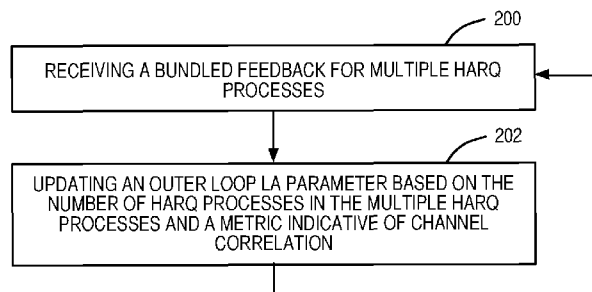 200
RECEIVING A BUNDLED FEEDBACK FOR MULTIPLE HARQ
PROCESSES
202
UPDATING AN OUTER LOOP LA PARAMETER BASED ON THE
NUMBER OF HARQ PROCESSES IN THE MULTIPLE HARQ
PROCESSES AND A METRIC INDICATIVE OF CHANNEL
CORRELATION